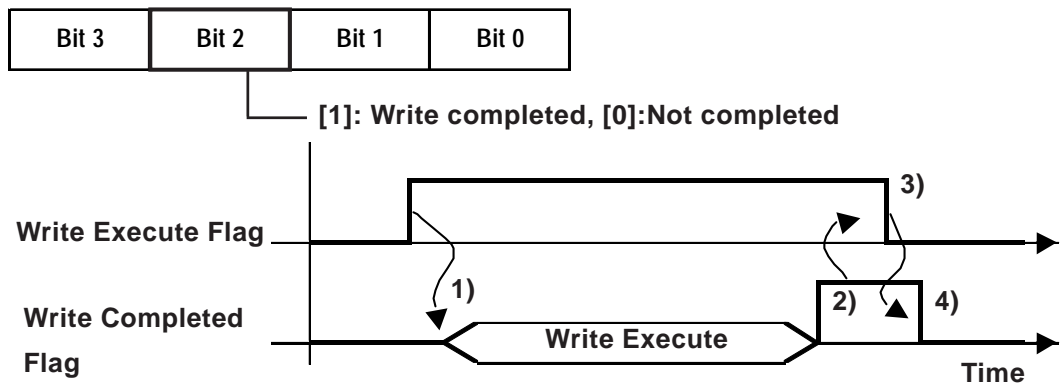 Bit 3 Bit 2 Bit 1 Bit 0
[1]: Write completed, [0]:Not completed
3)
Write Execute Flag
1)
2)
4)
Write Completed
Flag
Write Execute
Time